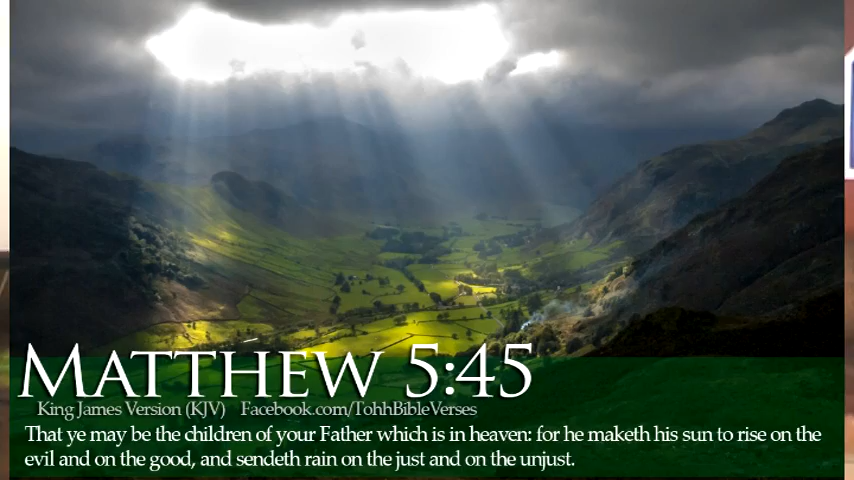 Matthew 5:45
King James Version (KJV) Facebook.com/TohhBibleVerses
That ye may be the children of your Father which is in heaven: for he maketh his sun to rise on the
evil and on the good, and sendeth rain on the just and on the unjust.